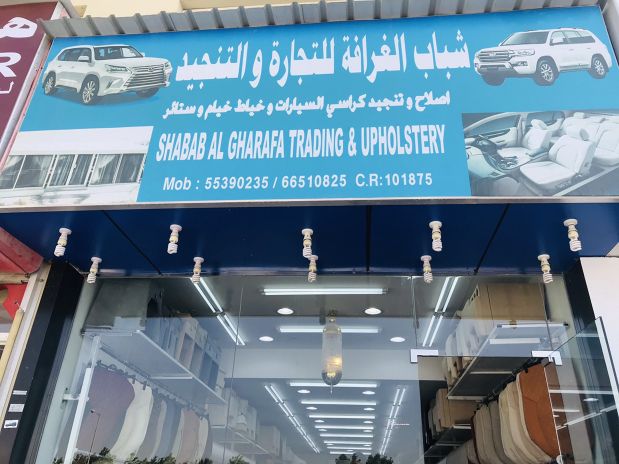 شباب الغرافة للتجارة و التنجيد
اصلاح و تنجيد كراسي السيارات و خياط خيام و ستائر
SHABAB AL GHARAFA TRADING & UPHOLSTERY
Mob : 55390235 / 66510825 C.R:101875
R